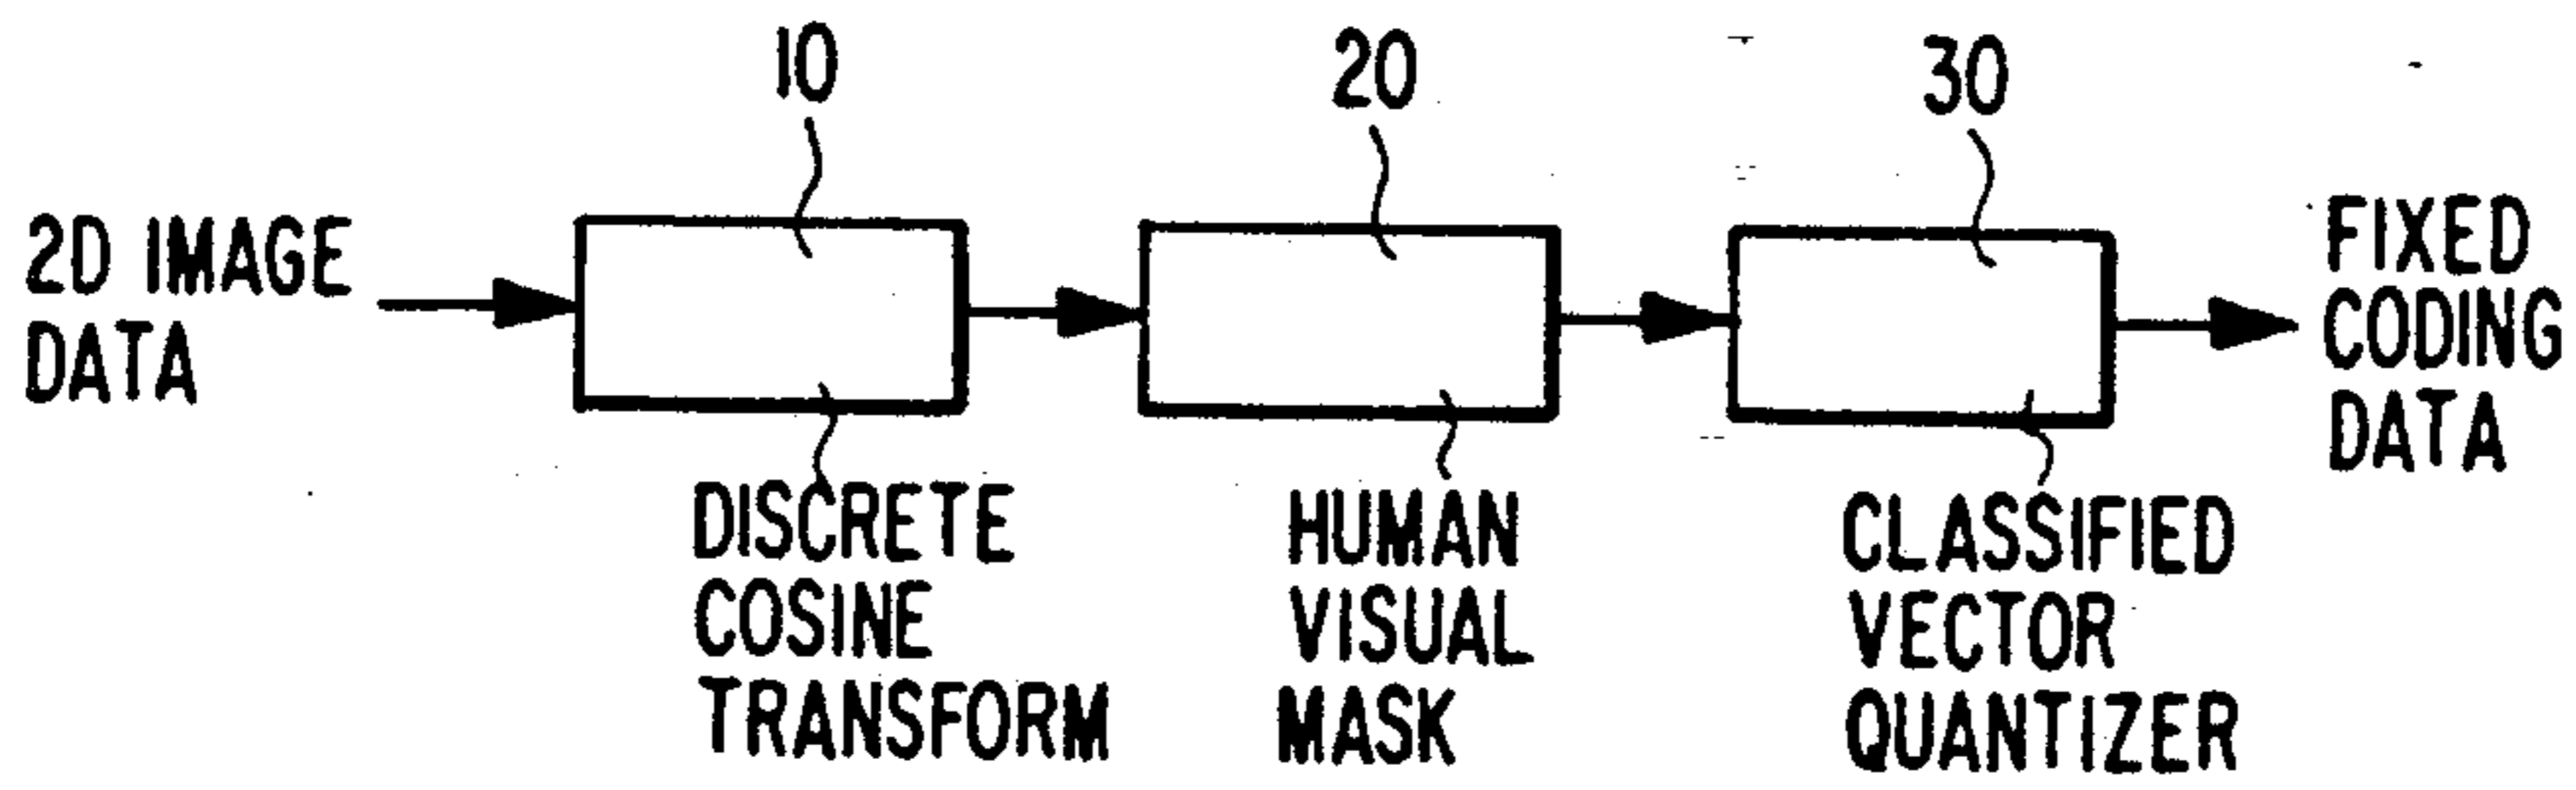 10
20
30
2D IMAGE
DATA
FIXED
CODING
DATA
DISCRETE
COSINE
TRANSFORM
HUMAN
VISUAL
MASK
CLASSIFIED
VECTOR
QUANTIZER